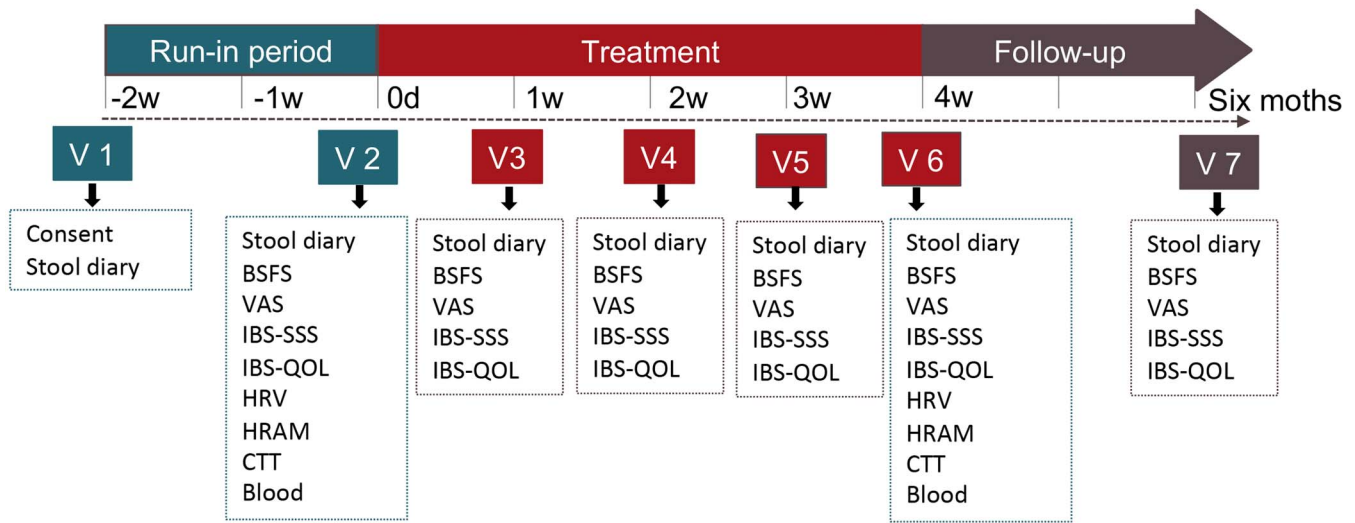 Run-in period
Treatment
Follow-up
-2w
-1w
0d
1w
2w
3w
4w
Six moths
V 1
V 2
V3
V4
V5
V 6
V 7
Consent
Stool diary
Stool diary
BSFS
VAS
IBS-SSS
IBS-QOL
HRV
HRAM
CTT
Blood
Stool diary
BSFS
VAS
IBS-SSS
IBS-QOL
Stool diary
BSFS
VAS
IBS-SSS
IBS-QOL
Stool diary
BSFS
VAS
IBS-SSS
IBS-QOL
Stool diary
BSFS
VAS
IBS-SSS
IBS-QOL
HRV
HRAM
CTT
Blood
Stool diary
BSFS
VAS
IBS-SSS
IBS-QOL